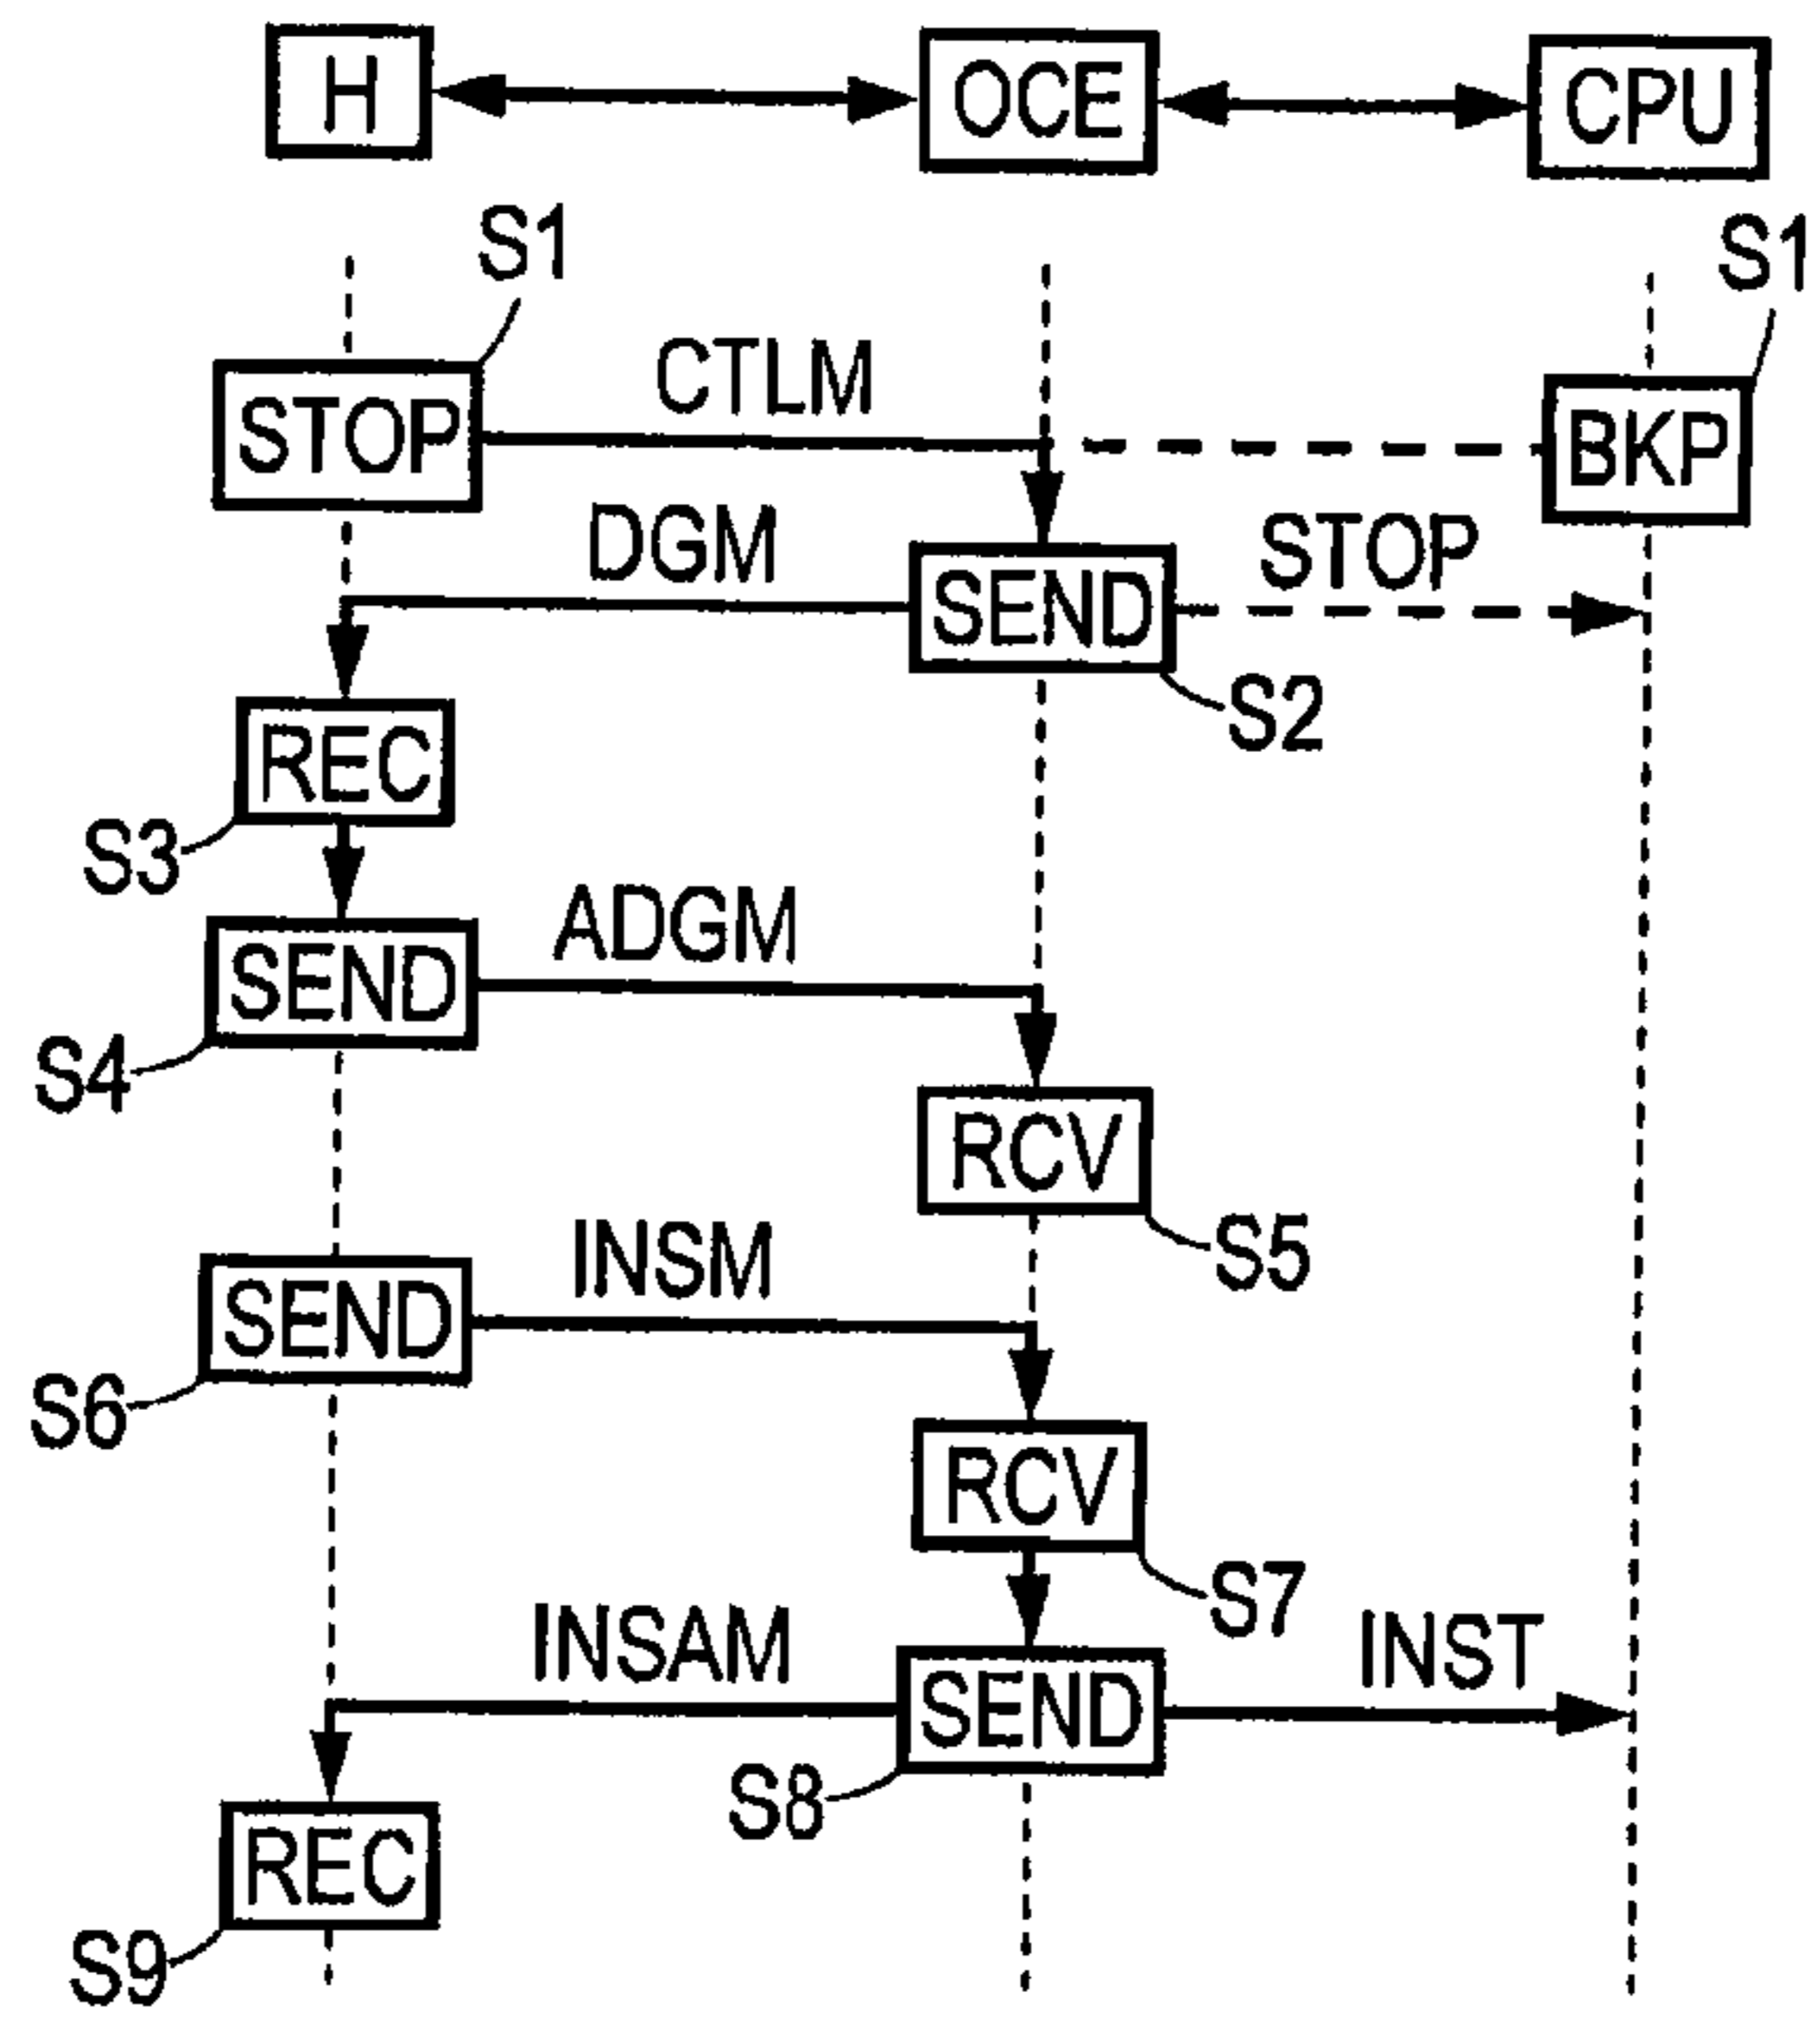 H
OCE
CPU
S1
S1
STOP
CTLM
BKP
DGM
SEND
STOP
S2
REC
S3
ADGM
SEND
S4
RCV
S5
INSM
SEND
S6
RCV
S7
INSAM
SEND
INST
S8
REC
S9